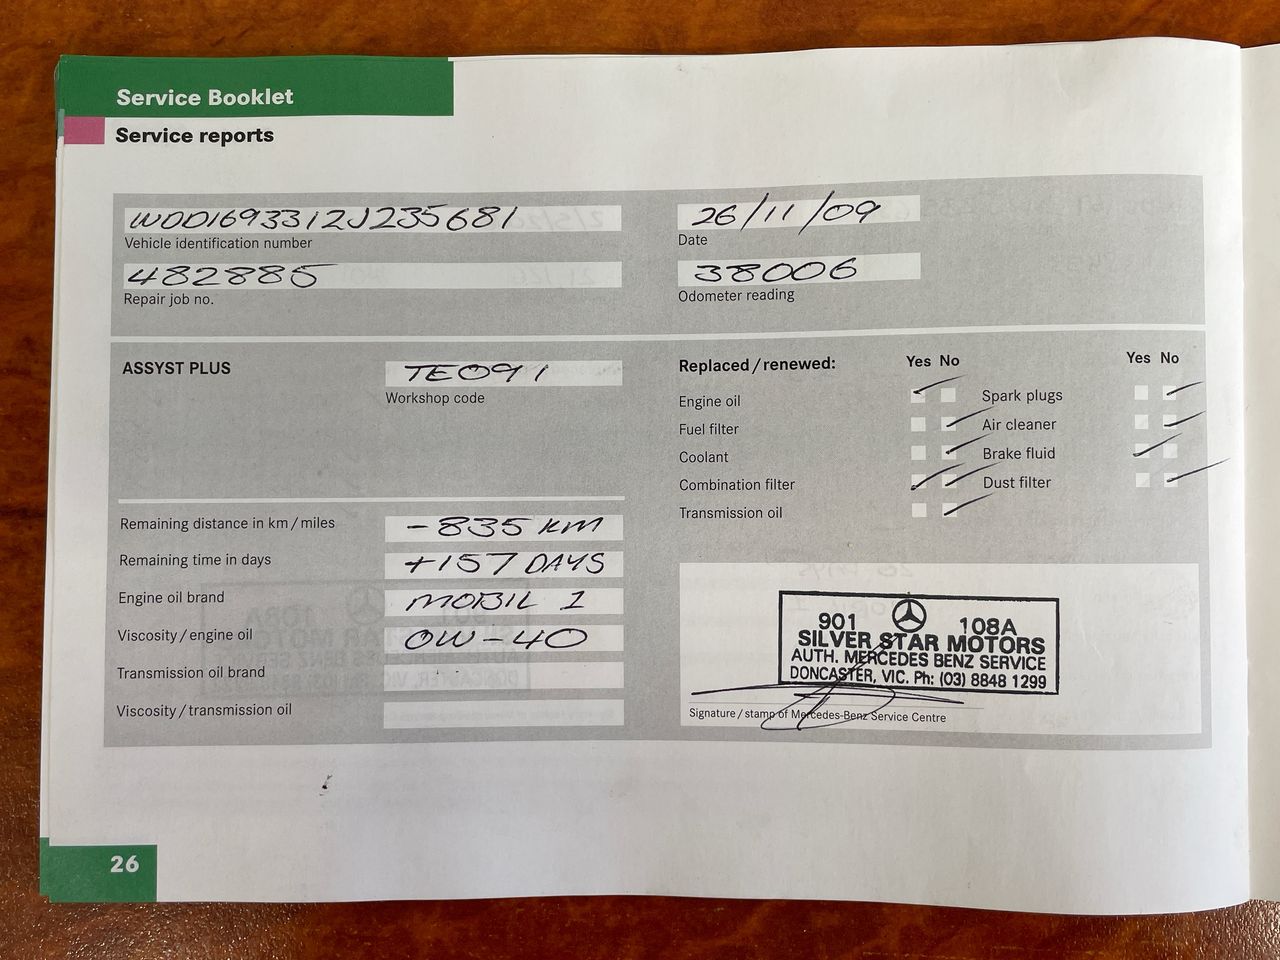 Service Booklet
Service reports
WDD1693312J235681
Vehicle identification number
26/11/09
Date
482885
Repair job no.
38006
Odometer reading
ASSYST PLUS
TE091
Workshop code
Replaced/renewed:
Yes No
Yes No
Engine oil
Spark plugs
Fuel filter
Air cleaner
Coolant
Brake fluid
Combination filter
Dust filter
Transmission oil
Remaining distance in km/miles
-835 KM
Remaining time in days
+157 DAYS
Engine oil brand
MOBIL 1
Viscosity/engine oil
0W-40
Transmission oil brand
Viscosity/transmission oil
901 108A
SILVER STAR MOTORS
AUTH. MERCEDES BENZ SERVICE
DONCASTER, VIC. Ph: (03) 8848 1299
Signature/stamp of Mercedes-Benz Service Centre
26